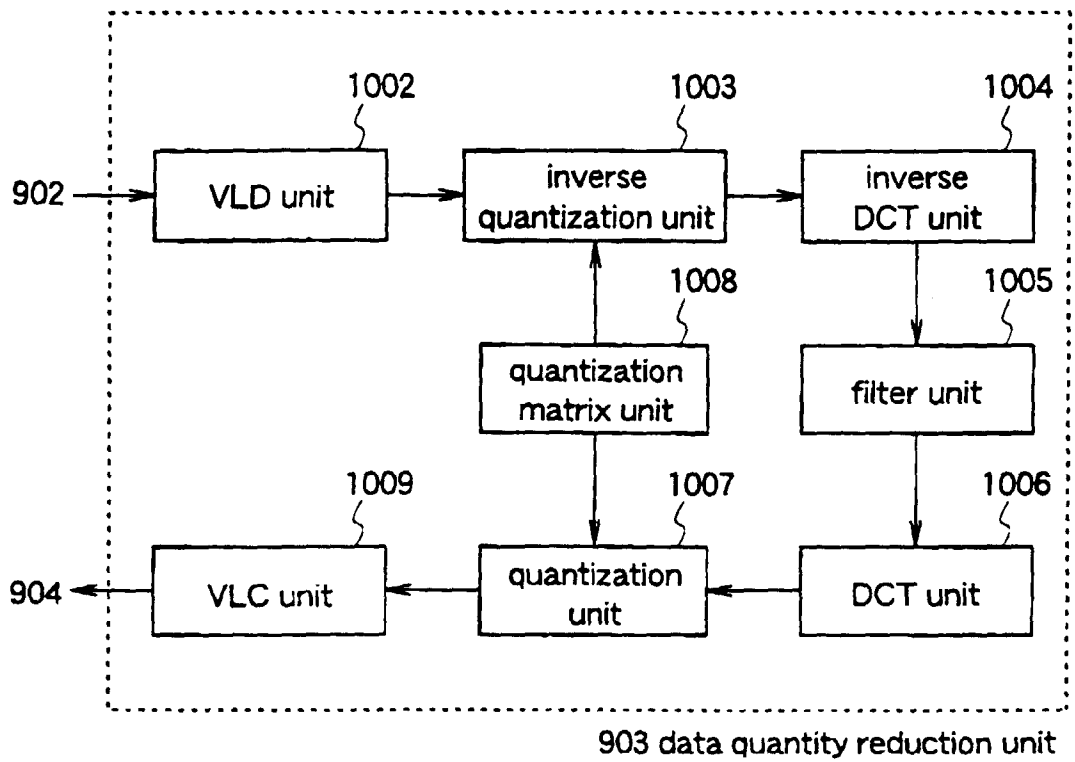 1002
1003
1004
902
VLD unit
inverse
quantization unit
inverse
DCT unit
1008
1005
quantization
matrix unit
filter unit
1009
1007
1006
904
VLC unit
quantization
unit
DCT unit
903 data quantity reduction unit